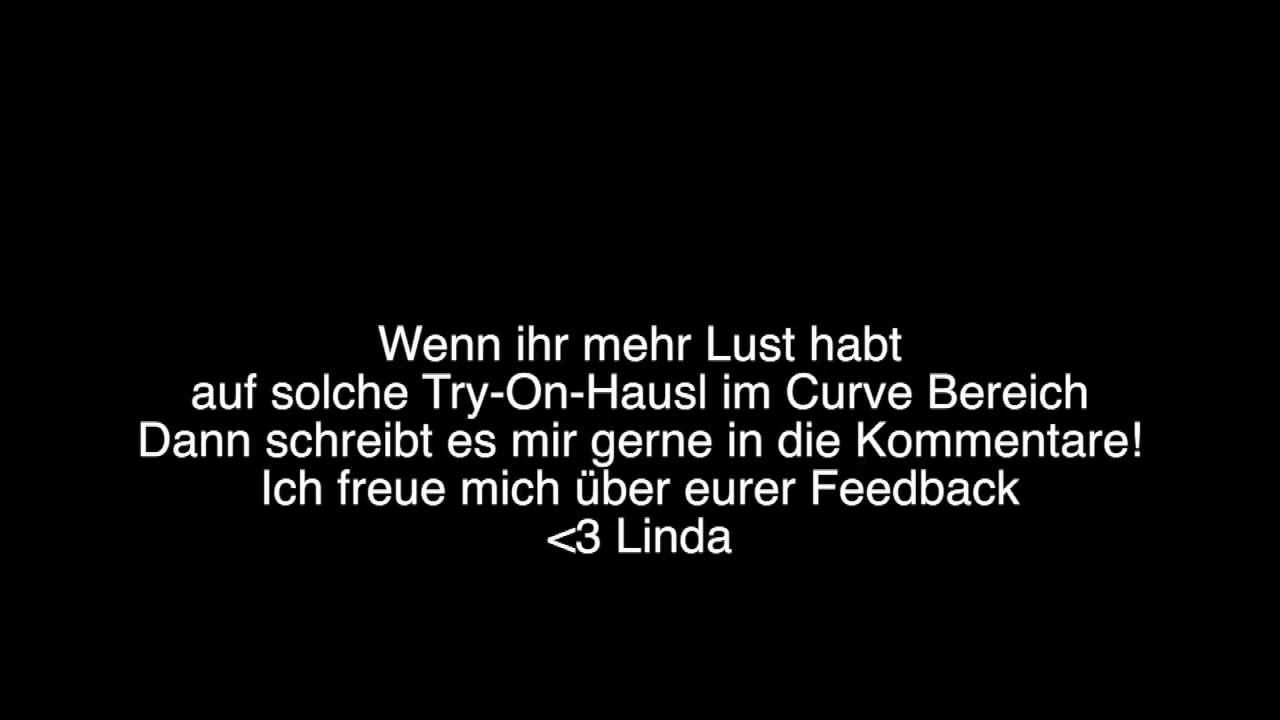 Wenn ihr mehr Lust habt
auf solche Try-On-Hausl im Curve Bereich
Dann schreibt es mir gerne in die Kommentare!
Ich freue mich über eurer Feedback
<3 Linda